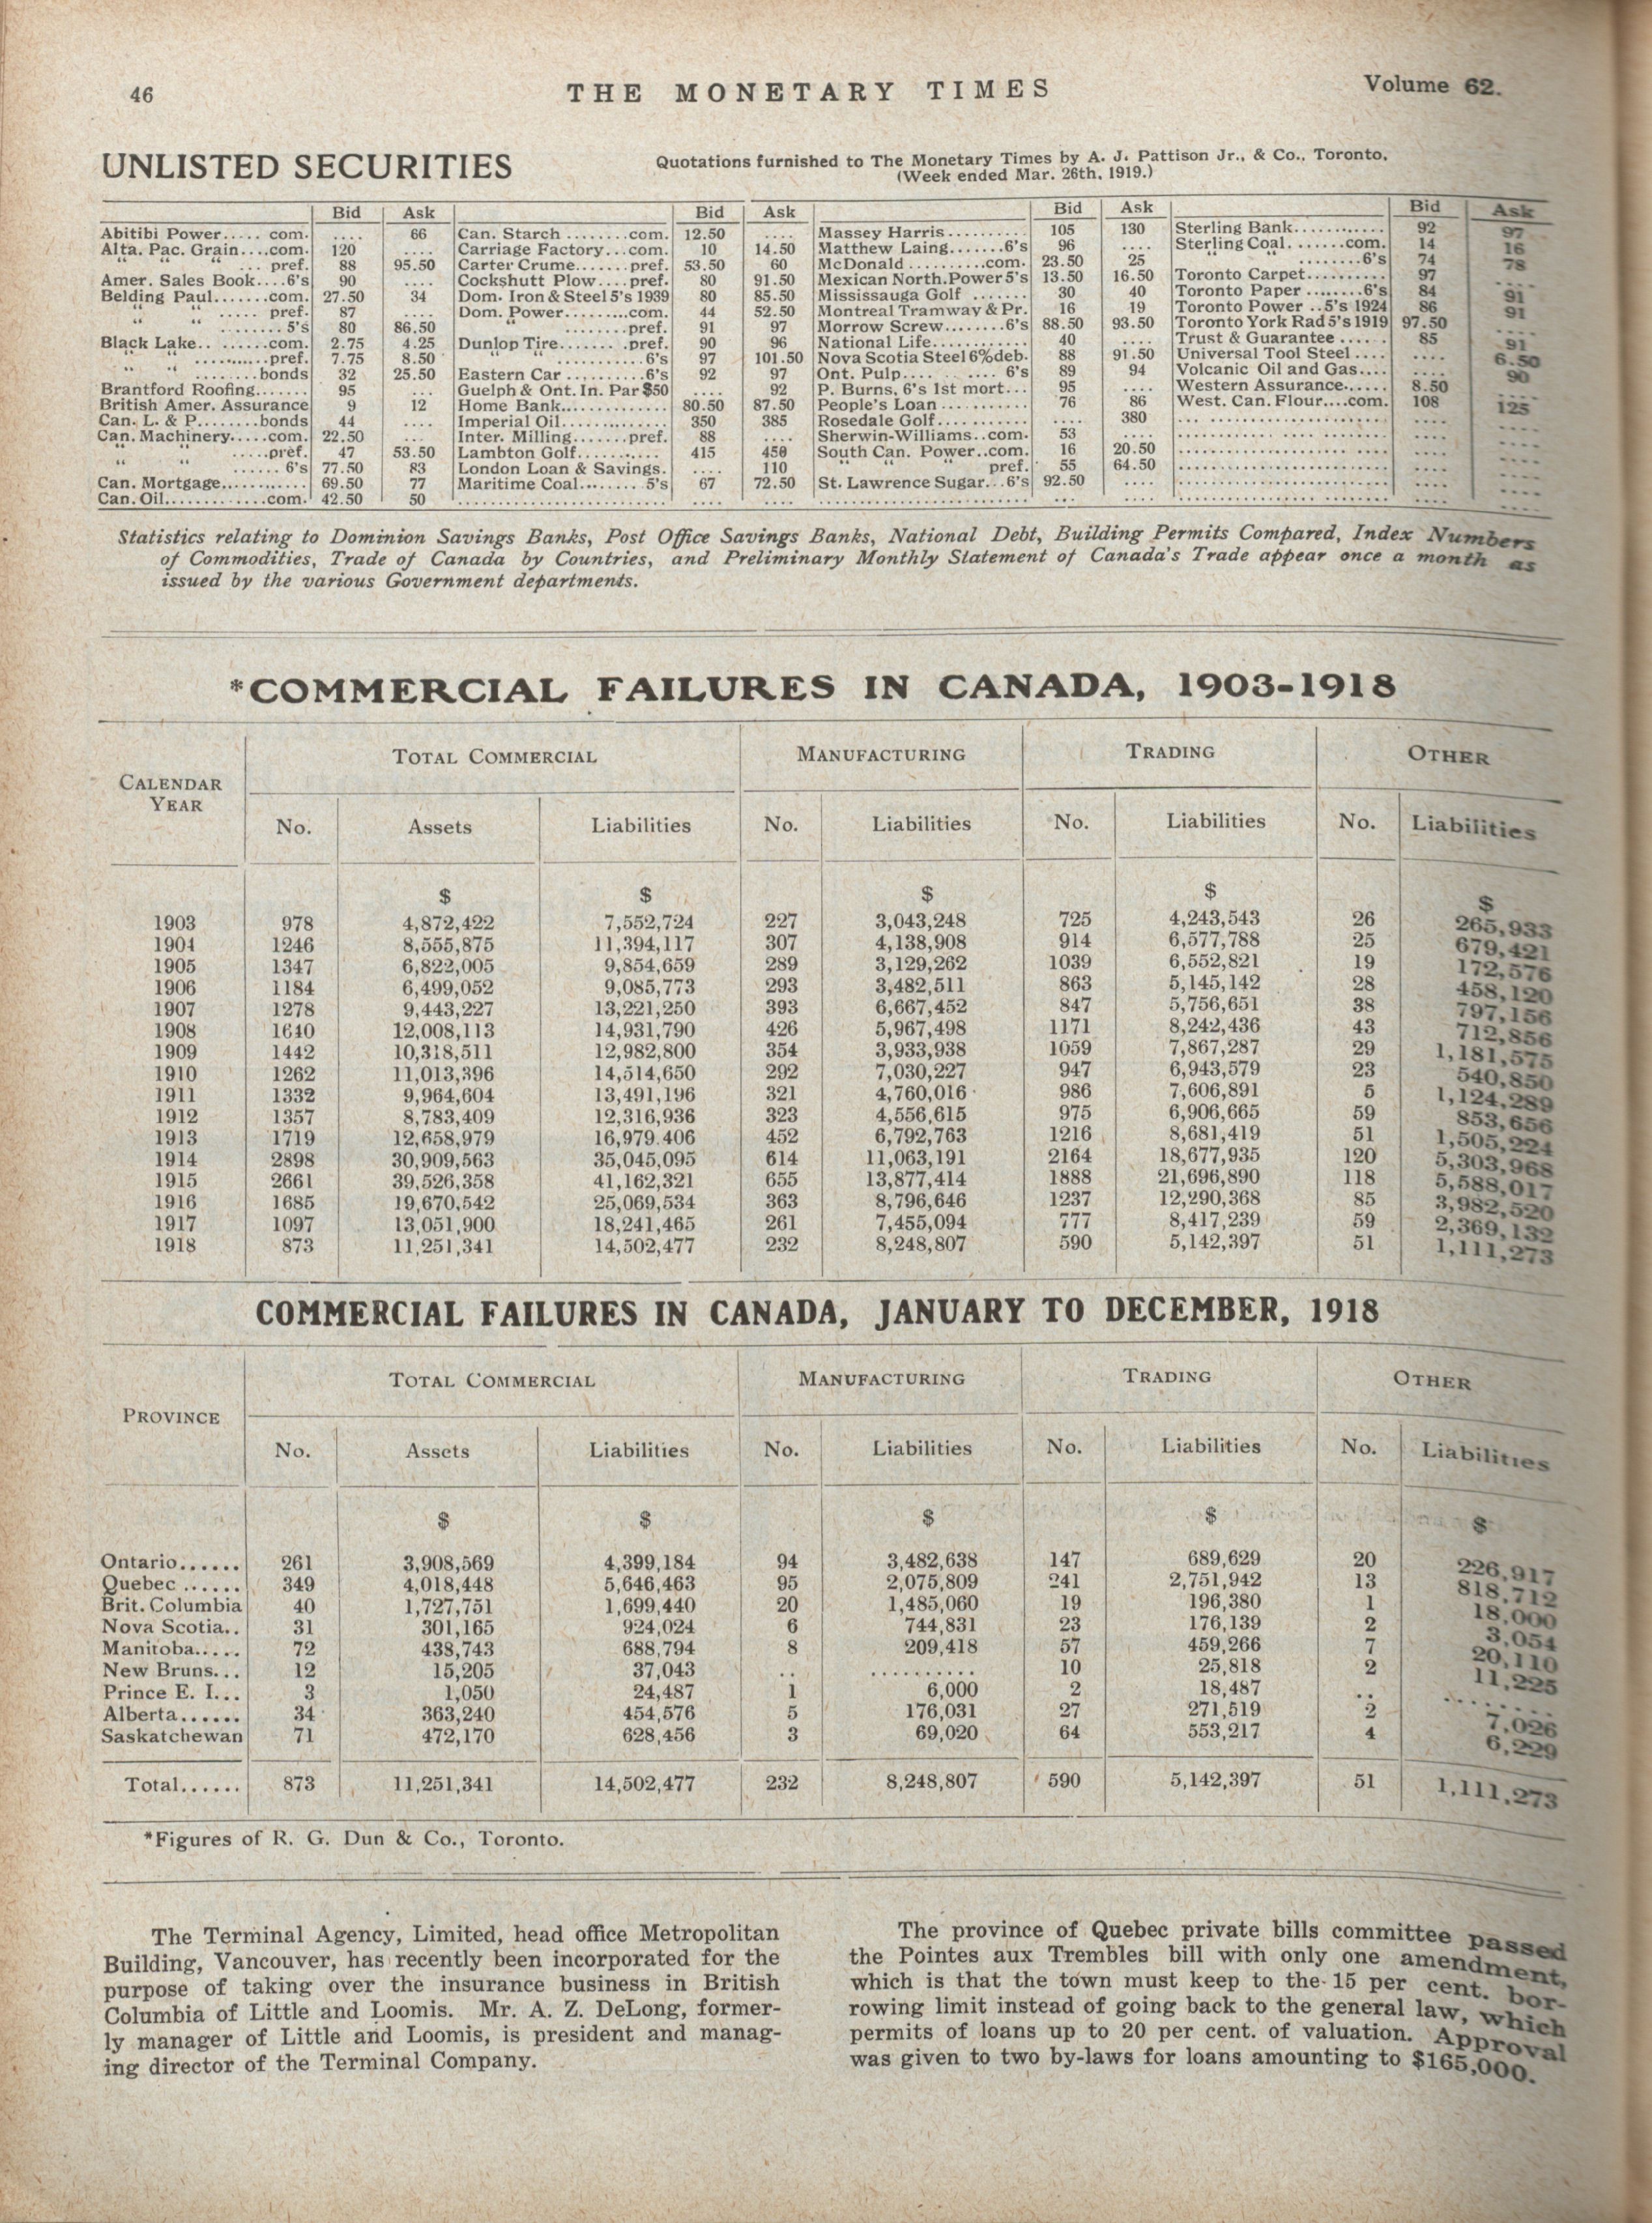 46 THE MONETARY TIMES Volume 62.
UNLISTED SECURITIES
Quotations furnished to The Monetary Times by A. J. Pattison Jr., & Co., Toronto.
(Week ended Mar. 26th. 1919.)
Bid Ask Bid Ask Bid Ask Bid Ask
Abitibi Power..... com. .... 66 Can. Starch ........com. 12.50 .... Massey Harris.......... 105 130 Sterling Bank............ 92 97
Alta. Pac. Grain....com. 120 .... Carriage Factory...com. 10 14.50 Matthew Laing.......6's 96 .... Sterling Coal. ......com. 14 16
" " ... pref. 88 95.50 Carter Crume.......pref. 53.50 60 McDonald ..........com. 23.50 25 " " ........6's 74 78
Amer. Sales Book....6's 90 .... Cockshutt Plow....pref. 80 91.50 Mexican North.Power5's 13.50 16.50 Toronto Carpet.......... 97 ....
Belding Paul.......com. 27.50 34 Dom. Iron & Steel 5's 1939 80 85.50 Mississauga Golf ....... 30 40 Toronto Paper ........6's 84 91
" " ..... pref. 87 .... Dom. Power.........com. 44 52.50 Montreal Tramway & Pr. 16 19 Toronto Power ..5's 1924 86 91
" " ........5's 80 86.50 " ........pref. 91 97 Morrow Screw........6's 88.50 93.50 Toronto York Rad5's1919 97.50 ....
Black Lake.. ......com. 2.75 4.25 Dunlop Tire....... .pref. 90 96 National Life............ 40 .... Trust & Guarantee ...... 85 91
" " ..........pref. 7.75 8.50 " ...........6's 97 101.50 Nova Scotia Steel 6%deb. 88 91.50 Universal Tool Steel .... .... 6.50
" " ........bonds 32 25.50 Eastern Car ..........6's 92 97 Ont. Pulp.... .... 6's 89 94 Volcanic Oil and Gas.... .... 90
Brantford Roofing....... 95 ... Guelph & Ont. In. Par $50 .... 92 P. Burns, 6's 1st mort... 95 .... Western Assurance...... 8.50 ....
British Amer. Assurance 9 12 Home Bank.............. 80.50 87.50 People's Loan ........... 76 86 West. Can. Flour....com. 108 125
Can. L. & P........bonds 44 .... Imperial Oil............. 350 385 Rosedale Golf........... .... 380
Can. Machinery.....com. 22.50 ... Inter. Milling.......pref. 88 .... Sherwin-Williams..com. 53 ....
" " .....pref. 47 53.50 Lambton Golf........... 415 450 South Can. Power..com. 16 20.50
" " ...... 6's 77.50 83 London Loan & Savings. .... 110 " " " pref. 55 64.50
Can. Mortgage........... 69.50 77 Maritime Coal.........5's 67 72.50 St. Lawrence Sugar...6's 92.50 ....
Can. Oil.............com. 42.50 50
Statistics relating to Dominion Savings Banks, Post Office Savings Banks, National Debt, Building Permits Compared, Index Numbers
of Commodities, Trade of Canada by Countries, and Preliminary Monthly Statement of Canada's Trade appear once a month as
issued by the various Government departments.
*COMMERCIAL FAILURES IN CANADA, 1903-1918
CALENDAR YEAR TOTAL COMMERCIAL MANUFACTURING TRADING OTHER
No. Assets Liabilities No. Liabilities No. Liabilities No. Liabilities
$ $ $ $ $
1903 978 4,872,422 7,552,724 227 3,043,248 725 4,243,543 26 265,933
1904 1246 8,555,875 11,394,117 307 4,138,908 914 6,577,788 25 679,421
1905 1347 6,822,005 9,854,659 289 3,129,262 1039 6,552,821 19 172,576
1906 1184 6,499,052 9,085,773 293 3,482,511 863 5,145,142 28 458,120
1907 1278 9,443,227 13,221,250 393 6,667,452 847 5,756,651 38 797,156
1908 1640 12,008,113 14,931,790 426 5,967,498 1171 8,242,436 43 712,856
1909 1442 10,318,511 12,982,800 354 3,933,938 1059 7,867,287 29 1,181,575
1910 1262 11,013,396 14,514,650 292 7,030,227 947 6,943,579 23 540,850
1911 1332 9,964,604 13,491,196 321 4,760,016 986 7,606,891 5 1,124,289
1912 1357 8,783,409 12,316,936 323 4,556,615 975 6,906,665 59 853,656
1913 1719 12,658,979 16,979.406 452 6,792,763 1216 8,681,419 51 1,505,224
1914 2898 30,909,563 35,045,095 614 11,063,191 2164 18,677,935 120 5,303,968
1915 2661 39,526,358 41,162,321 655 13,877,414 1888 21,696,890 118 5,588,017
1916 1685 19,670,542 25,069,534 363 8,796,646 1237 12,290,368 85 3,982,520
1917 1097 13,051,900 18,241,465 261 7,455,094 777 8,417,239 59 2,369,132
1918 873 11,251,341 14,502,477 232 8,248,807 590 5,142,397 51 1,111,273
COMMERCIAL FAILURES IN CANADA, JANUARY TO DECEMBER, 1918
PROVINCE TOTAL COMMERCIAL MANUFACTURING TRADING OTHER
No. Assets Liabilities No. Liabilities No. Liabilities No. Liabilities
$ $ $ $ $
Ontario...... 261 3,908,569 4,399,184 94 3,482,638 147 689,629 20 226,917
Quebec ...... 349 4,018,448 5,646,463 95 2,075,809 241 2,751,942 13 818,712
Brit. Columbia 40 1,727,751 1,699,440 20 1,485,060 19 196,380 1 18,000
Nova Scotia.. 31 301,165 924,024 6 744,831 23 176,139 2 3,054
Manitoba..... 72 438,743 688,794 8 209,418 57 459,266 7 20,110
New Bruns... 12 15,205 37,043 .. .......... 10 25,818 2 11,225
Prince E. I... 3 1,050 24,487 1 6,000 2 18,487 .. ......
Alberta...... 34 363,240 454,576 5 176,031 27 271,519 2 7,026
Saskatchewan 71 472,170 628,456 3 69,020 64 553,217 4 6,229
Total...... 873 11,251,341 14,502,477 232 8,248,807 590 5,142,397 51 1,111,273
*Figures of R. G. Dun & Co., Toronto.
The Terminal Agency, Limited, head office Metropolitan
Building, Vancouver, has recently been incorporated for the
purpose of taking over the insurance business in British
Columbia of Little and Loomis. Mr. A. Z. DeLong, former-
ly manager of Little and Loomis, is president and manag-
ing director of the Terminal Company.
The province of Quebec private bills committee passed
the Pointes aux Trembles bill with only one amendment,
which is that the town must keep to the 15 per cent. bor-
rowing limit instead of going back to the general law, which
permits of loans up to 20 per cent. of valuation. Approval
was given to two by-laws for loans amounting to $165,000.